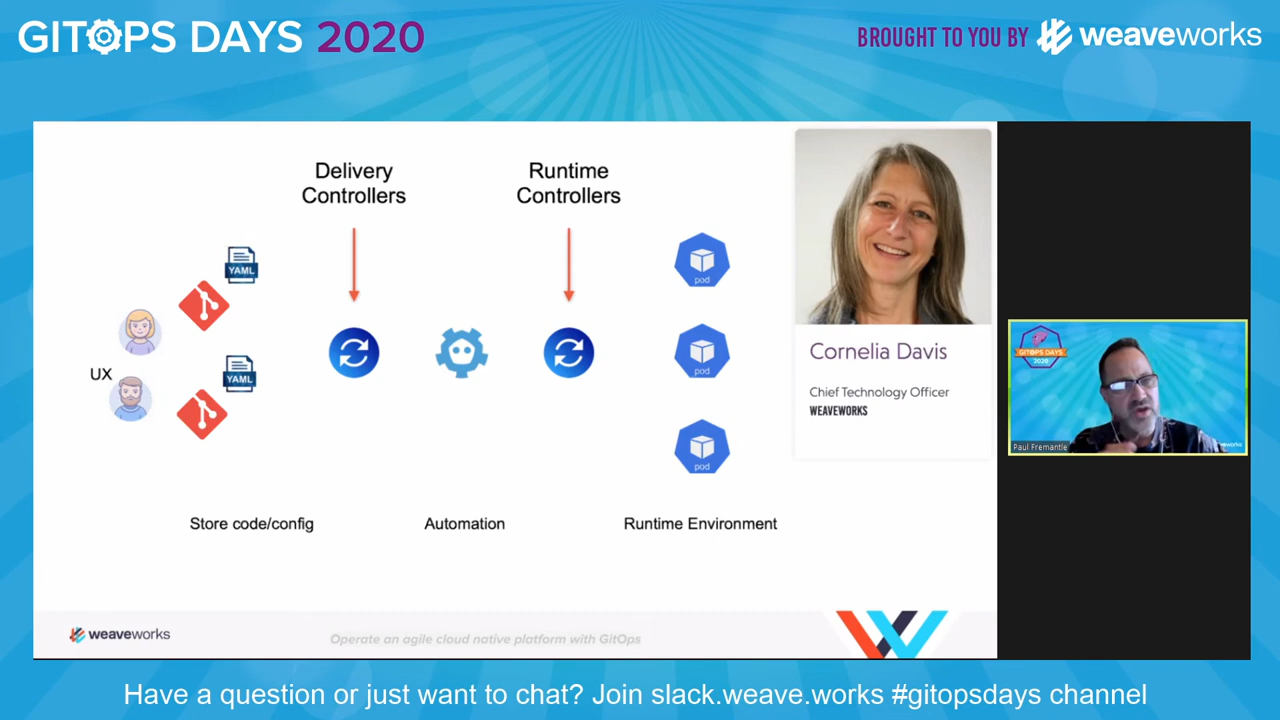 GITOPS DAYS 2020
BROUGHT TO YOU BY weaveworks
Delivery
Controllers
Runtime
Controllers
YAML
YAML
UX
pod
pod
pod
Store code/config
Automation
Runtime Environment
Cornelia Davis
Chief Technology Officer
WEAVEWORKS
GITOPS DAYS
2020
Paul Fremantle
weaveworks
Operate an agile cloud native platform with GitOps
Have a question or just want to chat? Join slack.weave.works #gitopsdays channel